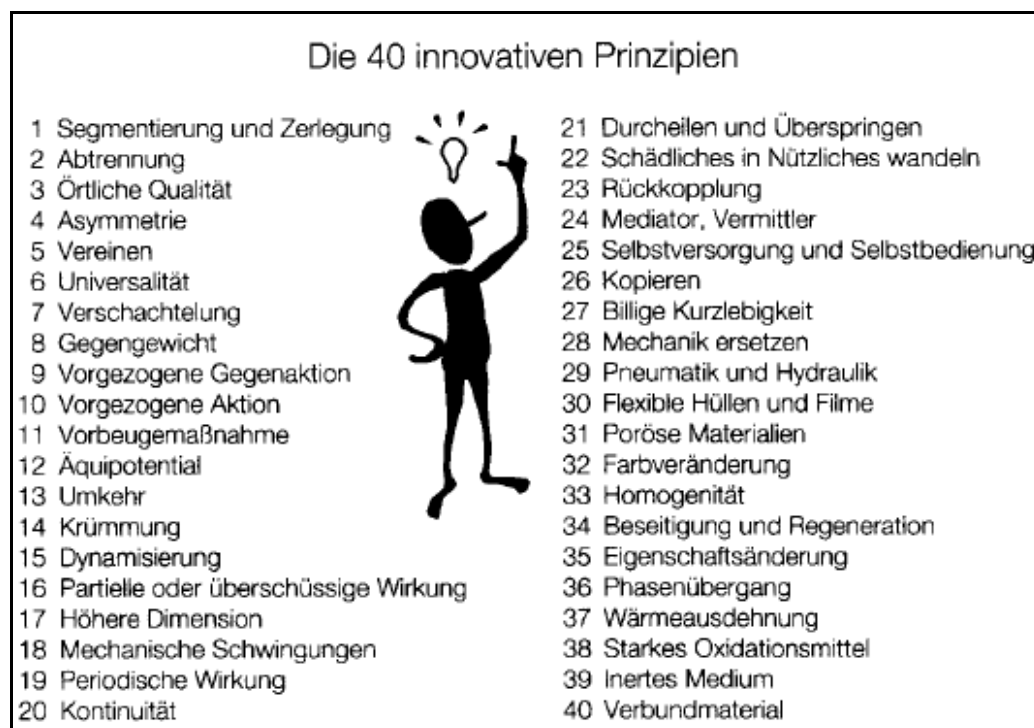 Die 40 innovativen Prinzipien
1 Segmentierung und Zerlegung
2 Abtrennung
3 Örtliche Qualität
4 Asymmetrie
5 Vereinen
6 Universalität
7 Verschachtelung
8 Gegengewicht
9 Vorgezogene Gegenaktion
10 Vorgezogene Aktion
11 Vorbeugemaßnahme
12 Äquipotential
13 Umkehr
14 Krümmung
15 Dynamisierung
16 Partielle oder überschüssige Wirkung
17 Höhere Dimension
18 Mechanische Schwingungen
19 Periodische Wirkung
20 Kontinuität
21 Durcheilen und Überspringen
22 Schädliches in Nützliches wandeln
23 Rückkopplung
24 Mediator, Vermittler
25 Selbstversorgung und Selbstbedienung
26 Kopieren
27 Billige Kurzlebigkeit
28 Mechanik ersetzen
29 Pneumatik und Hydraulik
30 Flexible Hüllen und Filme
31 Poröse Materialien
32 Farbveränderung
33 Homogenität
34 Beseitigung und Regeneration
35 Eigenschaftsänderung
36 Phasenübergang
37 Wärmeausdehnung
38 Starkes Oxidationsmittel
39 Inertes Medium
40 Verbundmaterial